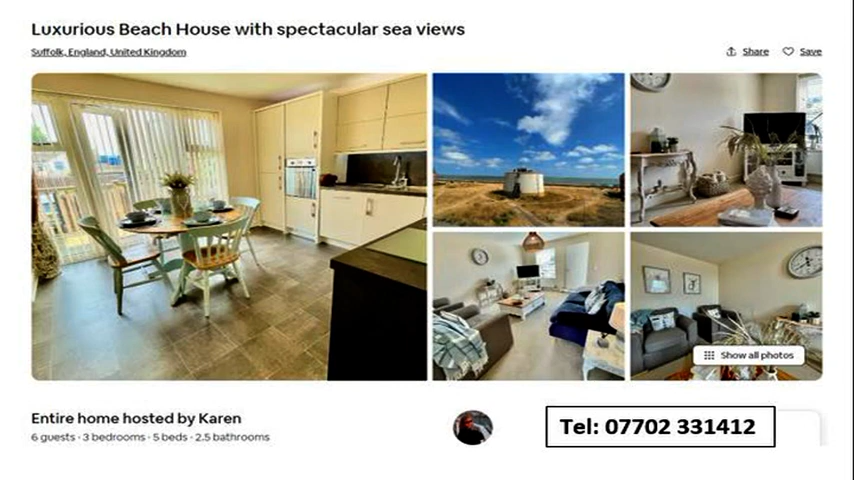 Luxurious Beach House with spectacular sea views
Suffolk, England, United Kingdom
Share Save
Show all photos
Entire home hosted by Karen
6 guests · 3 bedrooms · 5 beds · 2.5 bathrooms
Tel: 07702 331412